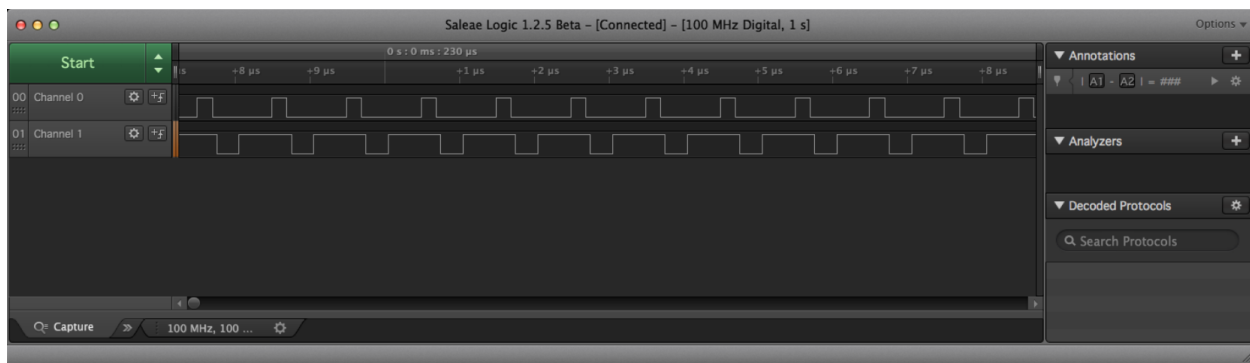 Saleae Logic 1.2.5 Beta – [Connected] – [100 MHz Digital, 1 s]
Options
Start
0 s : 0 ms : 230 µs
+8 µs +9 µs +1 µs +2 µs +3 µs +4 µs +5 µs +6 µs +7 µs +8 µs
00 Channel 0
01 Channel 1
Annotations
| A1 - A2 | = ###
Analyzers
Decoded Protocols
Search Protocols
Capture
100 MHz, 100 ...